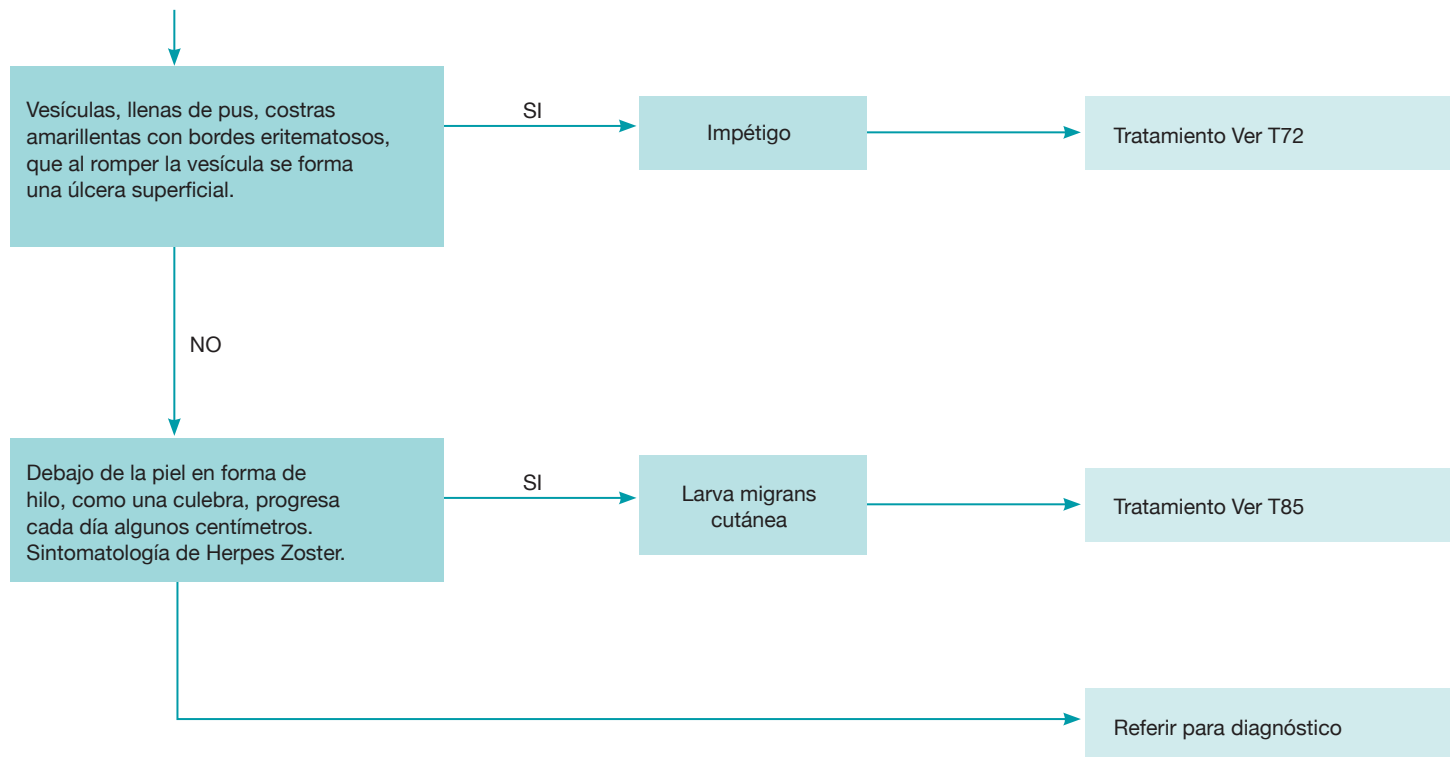 Vesículas, llenas de pus, costras
amarillentas con bordes eritematosos,
que al romper la vesícula se forma
una úlcera superficial.
SI
Impétigo
Tratamiento Ver T72
NO
Debajo de la piel en forma de
hilo, como una culebra, progresa
cada día algunos centímetros.
Sintomatología de Herpes Zoster.
SI
Larva migrans
cutánea
Tratamiento Ver T85
Referir para diagnóstico